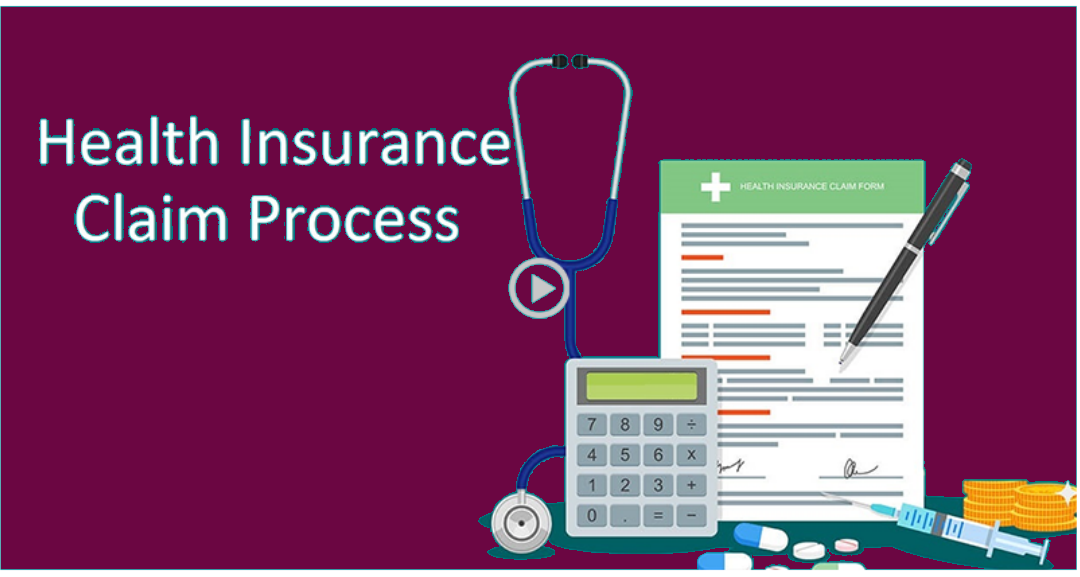 Health Insurance
Claim Process
HEALTH INSURANCE CLAIM FORM
7 8 9 ÷
4 5 6 x
1 2 3 +
0 . = −